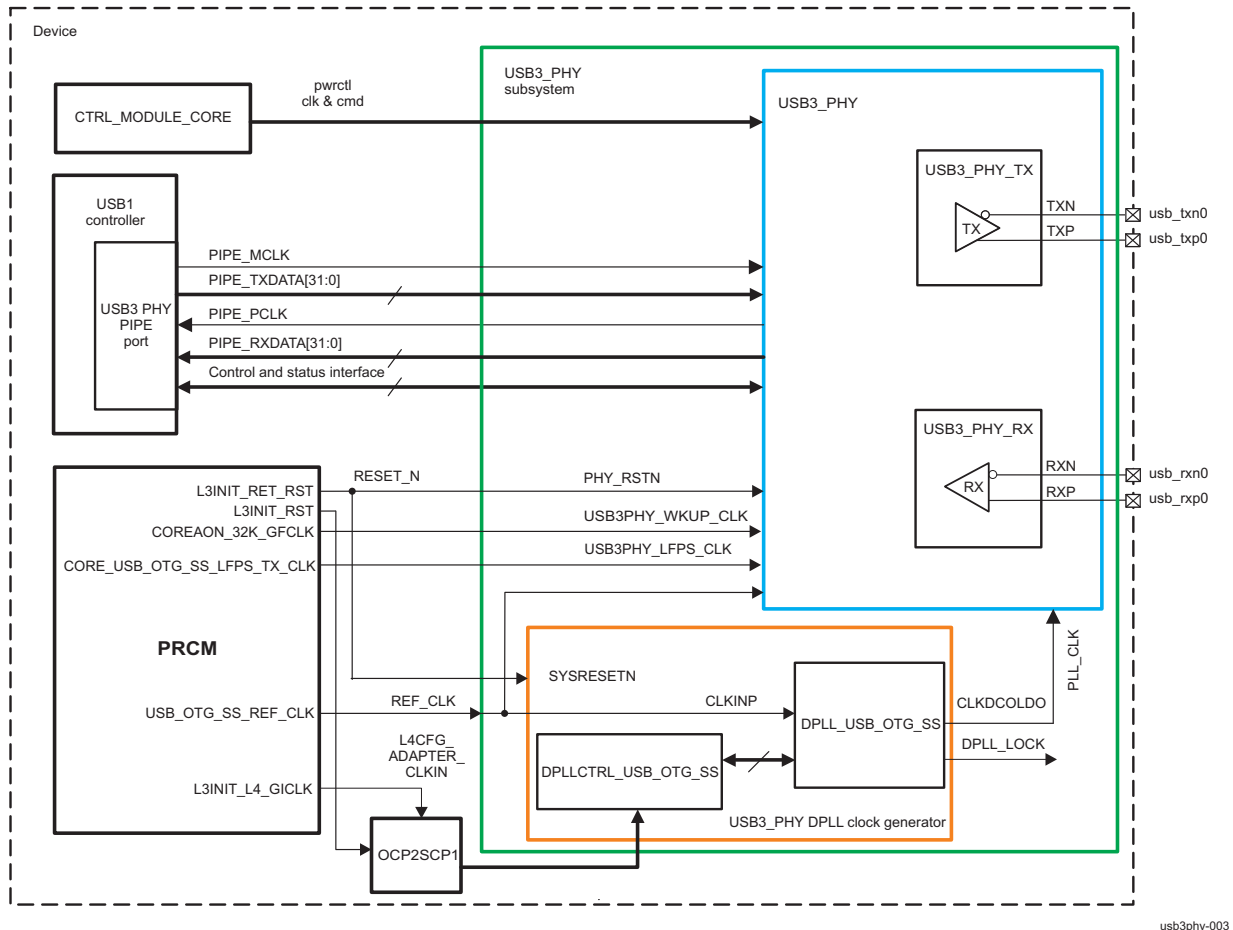 Device
USB3_PHY
subsystem
pwrctl
clk & cmd
CTRL_MODULE_CORE
USB3_PHY
USB3_PHY_TX
TX
TXN
TXP
usb_txn0
usb_txp0
USB1
controller
USB3 PHY
PIPE
port
PIPE_MCLK
PIPE_TXDATA[31:0]
PIPE_PCLK
PIPE_RXDATA[31:0]
Control and status interface
USB3_PHY_RX
RX
RXN
RXP
usb_rxn0
usb_rxp0
L3INIT_RET_RST
L3INIT_RST
COREAON_32K_GFCLK
CORE_USB_OTG_SS_LFPS_TX_CLK
PRCM
USB_OTG_SS_REF_CLK
L3INIT_L4_GICLK
RESET_N
PHY_RSTN
USB3PHY_WKUP_CLK
USB3PHY_LFPS_CLK
SYSRESETN
REF_CLK
CLKINP
DPLL_USB_OTG_SS
CLKDCOLDO
PLL_CLK
DPLL_LOCK
L4CFG_
ADAPTER_
CLKIN
DPLLCTRL_USB_OTG_SS
USB3_PHY DPLL clock generator
OCP2SCP1
usb3phy-003